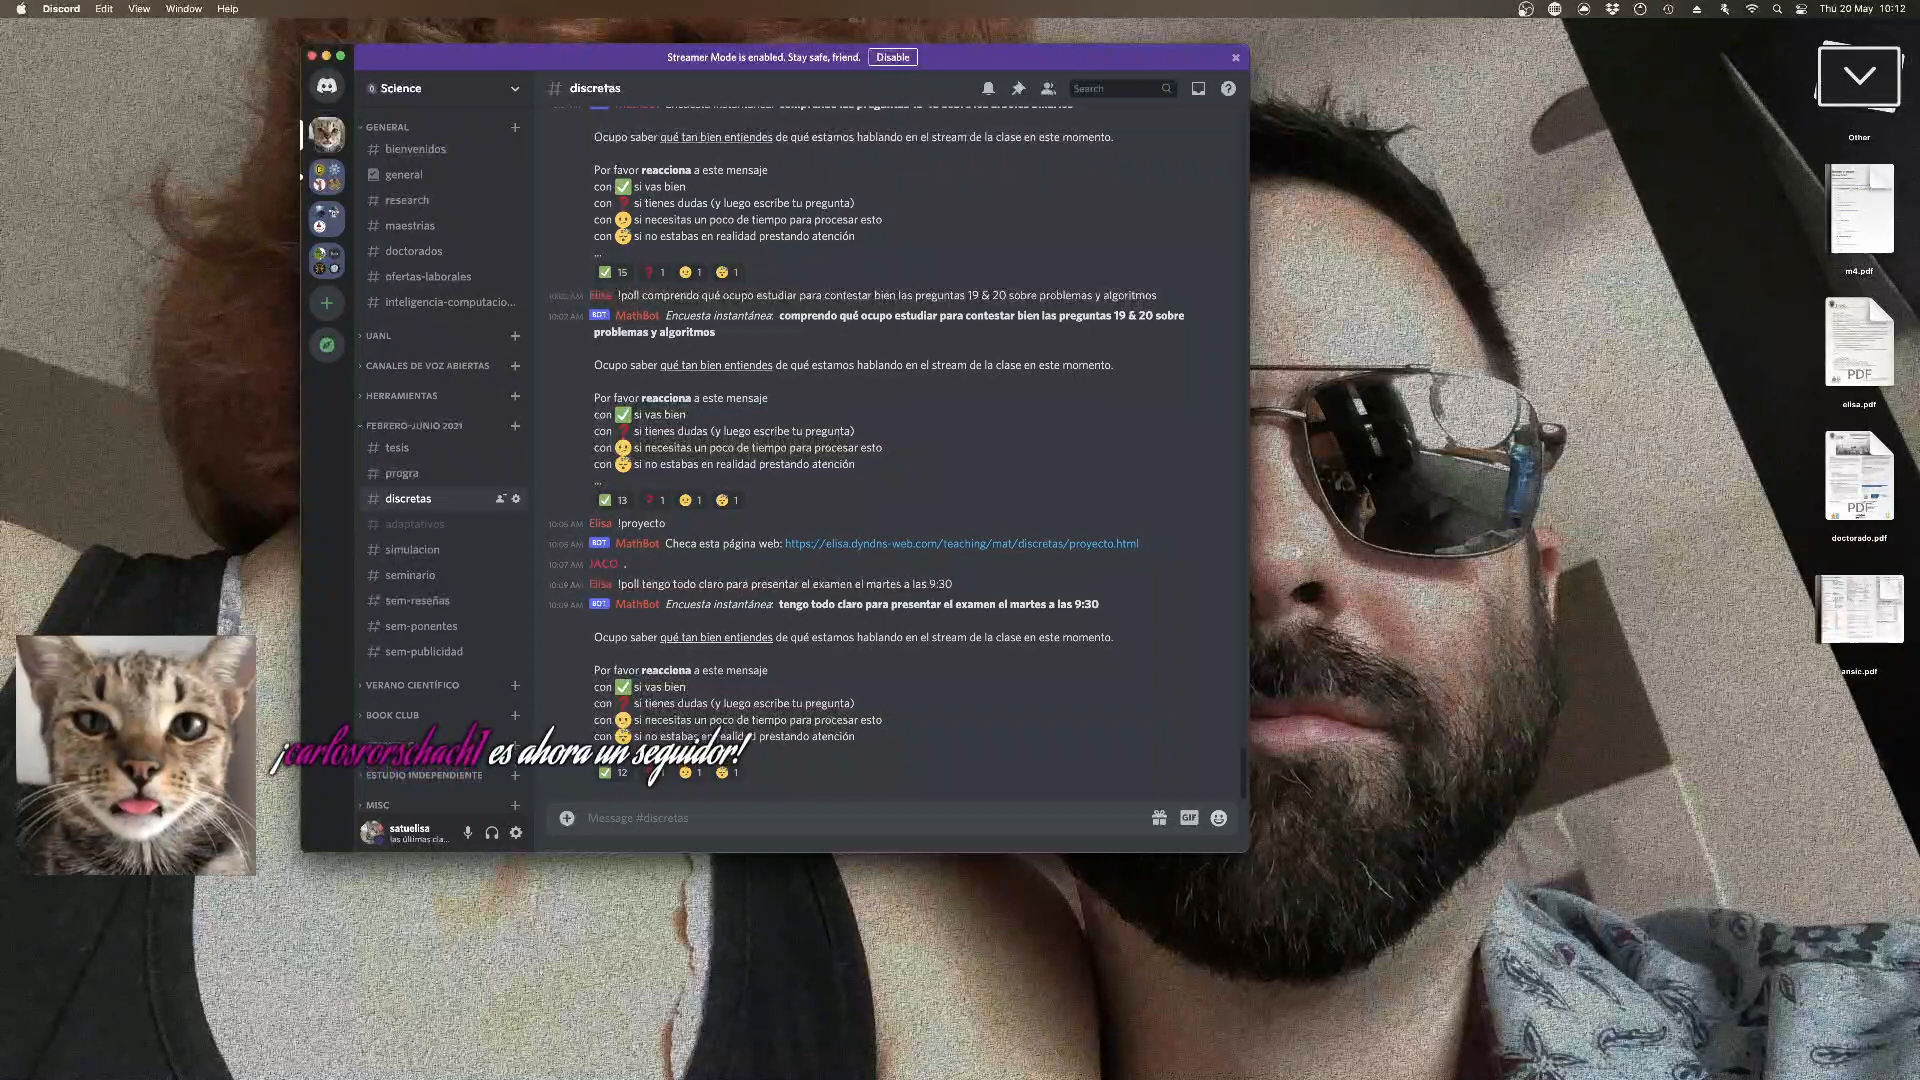 Discord Edit View Window Help
Thu 20 May 10:12
Streamer Mode is enabled. Stay safe, friend. Disable
Science
discretas
Search
GENERAL
bienvenidos
general
research
maestrias
doctorados
ofertas-laborales
inteligencia-computacio...
UANL
CANALES DE VOZ ABIERTAS
HERRAMIENTAS
FEBRERO-JUNIO 2021
tesis
progra
discretas
adaptativos
simulacion
seminario
sem-reseñas
sem-ponentes
sem-publicidad
VERANO CIENTÍFICO
BOOK CLUB
ESTUDIO INDEPENDIENTE
MISC
satuelisa
las últimas cla...
Ocupo saber qué tan bien entiendes de qué estamos hablando en el stream de la clase en este momento.
Por favor reacciona a este mensaje
con ✅ si vas bien
con ❓ si tienes dudas (y luego escribe tu pregunta)
con 😕 si necesitas un poco de tiempo para procesar esto
con 😴 si no estabas en realidad prestando atención
...
✅ 15 ❓ 1 😕 1 😴 1
10:02 AM Elisa !poll comprendo qué ocupo estudiar para contestar bien las preguntas 19 & 20 sobre problemas y algoritmos
10:02 AM BOT MathBot Encuesta instantánea: comprendo qué ocupo estudiar para contestar bien las preguntas 19 & 20 sobre
problemas y algoritmos
Ocupo saber qué tan bien entiendes de qué estamos hablando en el stream de la clase en este momento.
Por favor reacciona a este mensaje
con ✅ si vas bien
con ❓ si tienes dudas (y luego escribe tu pregunta)
con 😕 si necesitas un poco de tiempo para procesar esto
con 😴 si no estabas en realidad prestando atención
...
✅ 13 ❓ 1 😕 1 😴 1
10:06 AM Elisa !proyecto
10:06 AM BOT MathBot Checa esta página web: https://elisa.dyndns-web.com/teaching/mat/discretas/proyecto.html
10:07 AM JACO .
10:09 AM Elisa !poll tengo todo claro para presentar el examen el martes a las 9:30
10:09 AM BOT MathBot Encuesta instantánea: tengo todo claro para presentar el examen el martes a las 9:30
Ocupo saber qué tan bien entiendes de qué estamos hablando en el stream de la clase en este momento.
Por favor reacciona a este mensaje
con ✅ si vas bien
con ❓ si tienes dudas (y luego escribe tu pregunta)
con 😕 si necesitas un poco de tiempo para procesar esto
con 😴 si no estabas en realidad prestando atención
✅ 12 😕 1 😴 1
Message #discretas
GIF
¡carlosrorschach1 es ahora un seguidor!
Other
m4.pdf
PDF
elisa.pdf
PDF
doctorado.pdf
ansic.pdf